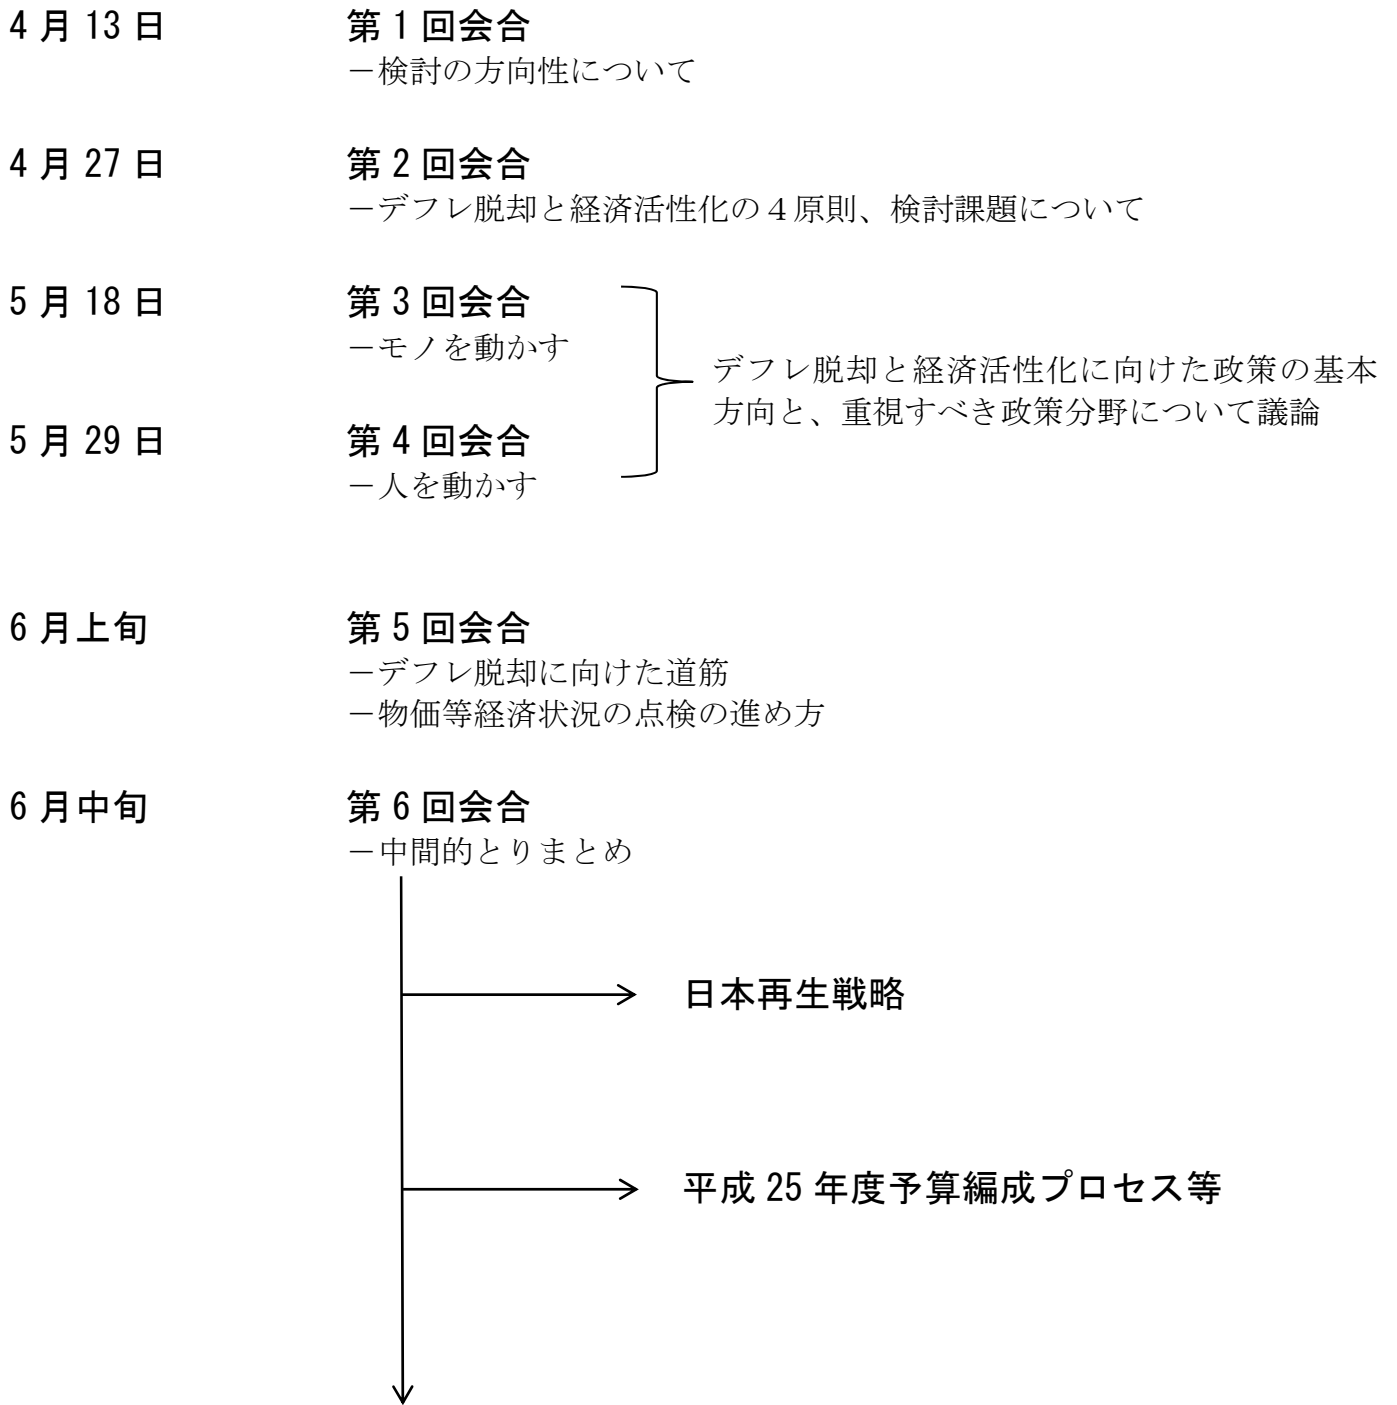 4月13日 第1回会合
－検討の方向性について
4月27日 第2回会合
－デフレ脱却と経済活性化の４原則、検討課題について
5月18日 第3回会合
－モノを動かす
デフレ脱却と経済活性化に向けた政策の基本
方向と、重視すべき政策分野について議論
5月29日 第4回会合
－人を動かす
6月上旬 第5回会合
－デフレ脱却に向けた道筋
－物価等経済状況の点検の進め方
6月中旬 第6回会合
－中間的とりまとめ
日本再生戦略
平成25年度予算編成プロセス等